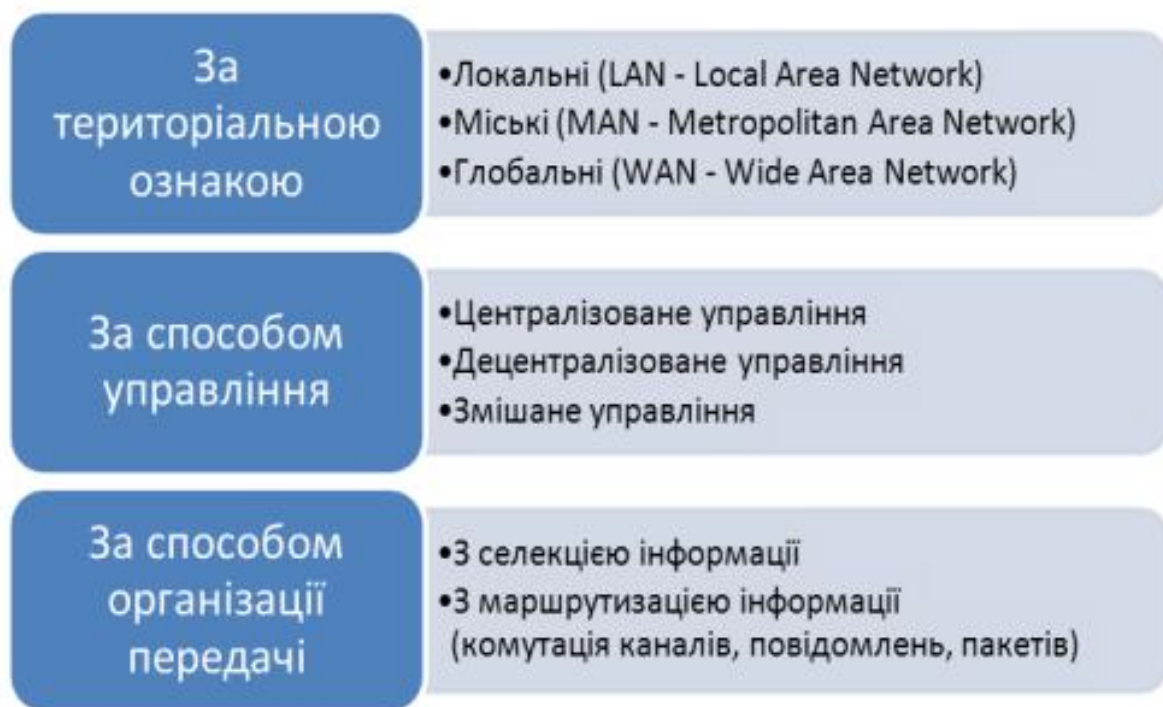 За
територіальною
ознакою
•Локальні (LAN - Local Area Network)
•Міські (MAN - Metropolitan Area Network)
•Глобальні (WAN - Wide Area Network)
За способом
управління
•Централізоване управління
•Децентралізоване управління
•Змішане управління
За способом
організації
передачі
•З селекцією інформації
•З маршрутизацією інформації
(комутація каналів, повідомлень, пакетів)